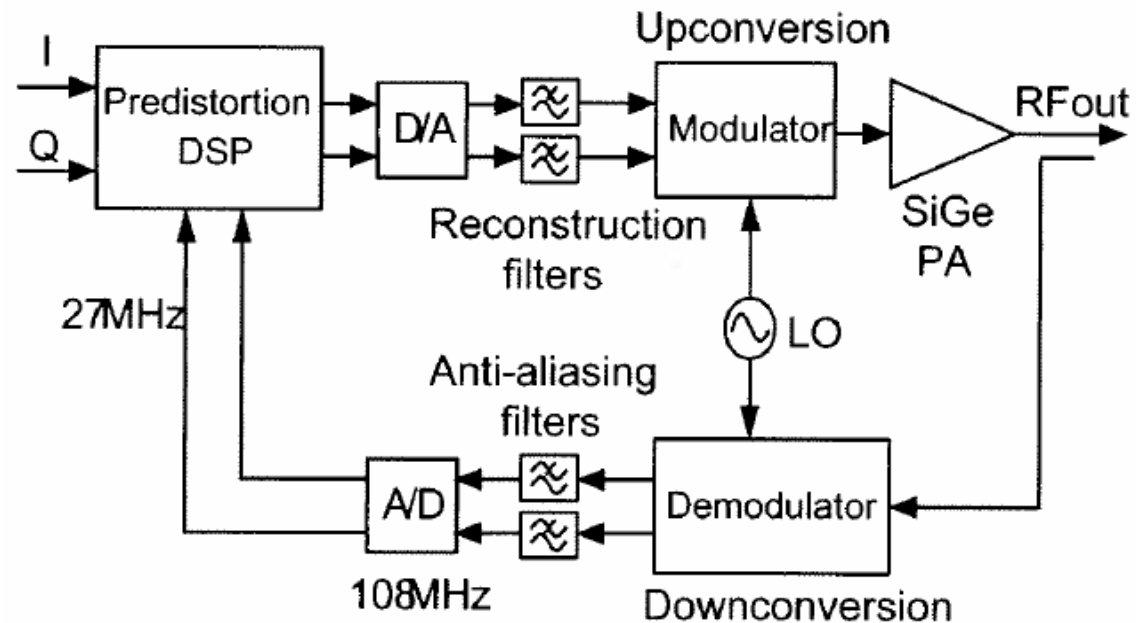 Upconversion
I
Predistortion
DSP
Q
D/A
Modulator
RFout
SiGe
PA
Reconstruction
filters
27MHz
LO
Anti-aliasing
filters
A/D
Demodulator
108MHz
Downconversion